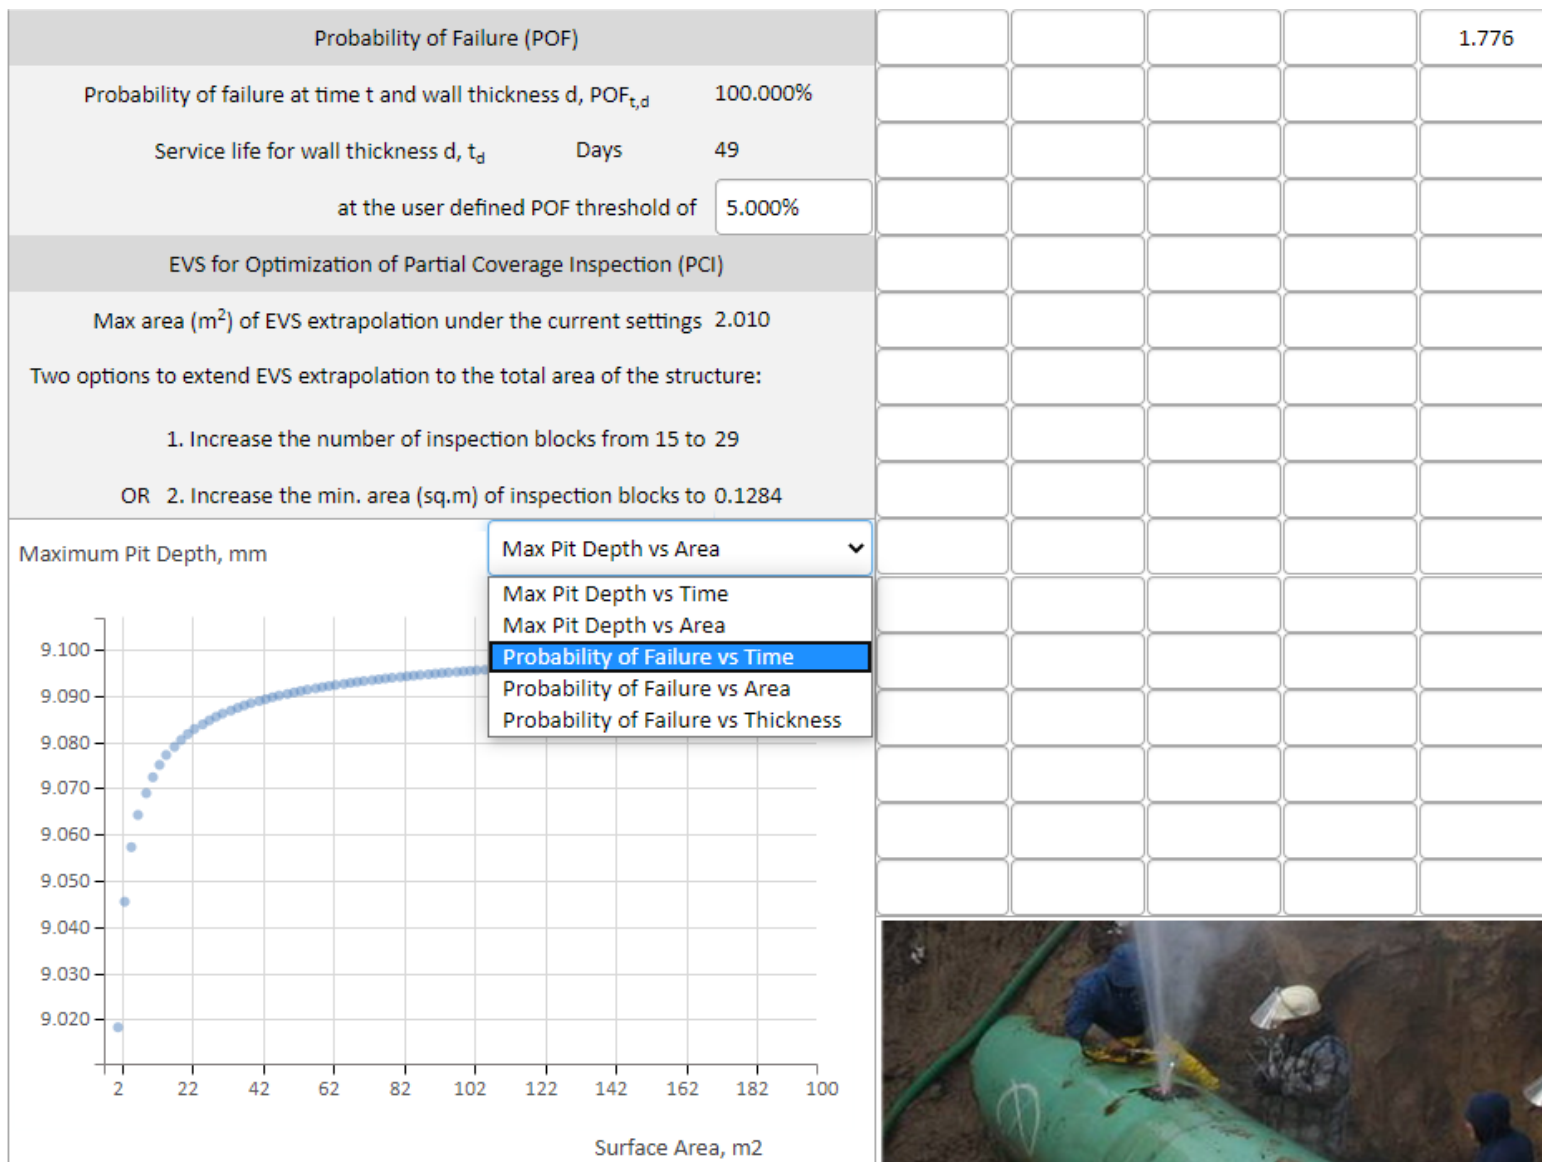 Probability of Failure (POF)
1.776
Probability of failure at time t and wall thickness d, POFt,d 100.000%
Service life for wall thickness d, td Days 49
at the user defined POF threshold of 5.000%
EVS for Optimization of Partial Coverage Inspection (PCI)
Max area (m2) of EVS extrapolation under the current settings 2.010
Two options to extend EVS extrapolation to the total area of the structure:
1. Increase the number of inspection blocks from 15 to 29
OR 2. Increase the min. area (sq.m) of inspection blocks to 0.1284
Maximum Pit Depth, mm
Max Pit Depth vs Area
Max Pit Depth vs Time
Max Pit Depth vs Area
Probability of Failure vs Time
Probability of Failure vs Area
Probability of Failure vs Thickness
9.100
9.090
9.080
9.070
9.060
9.050
9.040
9.030
9.020
2 22 42 62 82 102 122 142 162 182 100
Surface Area, m2